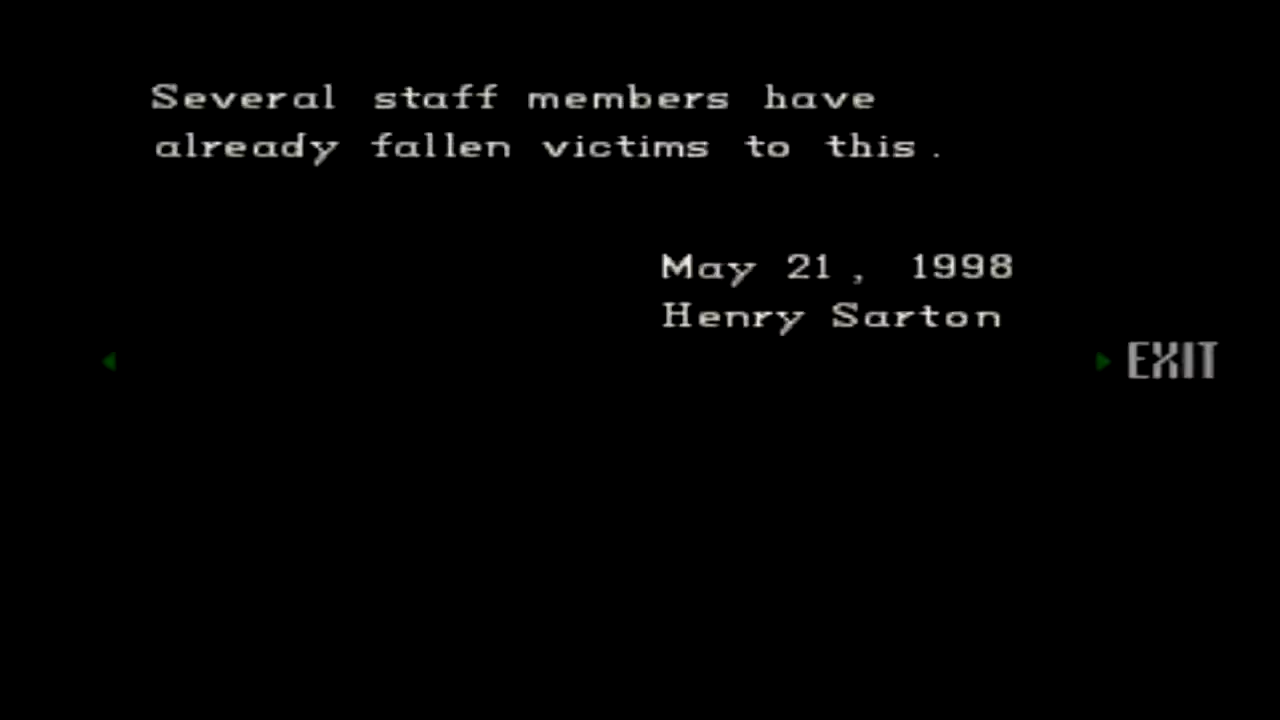 Several staff members have
already fallen victims to this.
May 21, 1998
Henry Sarton
EXIT